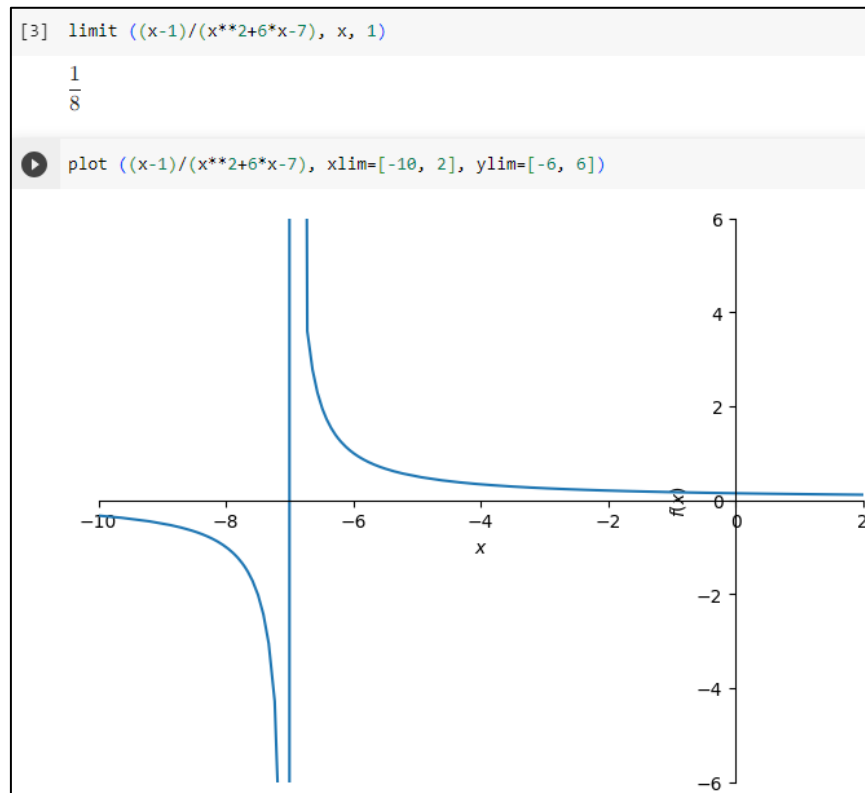 [3] limit ((x-1)/(x**2+6*x-7), x, 1)
1
8
plot ((x-1)/(x**2+6*x-7), xlim=[-10, 2], ylim=[-6, 6])
6
4
2
f(x)
0
−10 −8 −6 −4 −2 0 2
x
−2
−4
−6